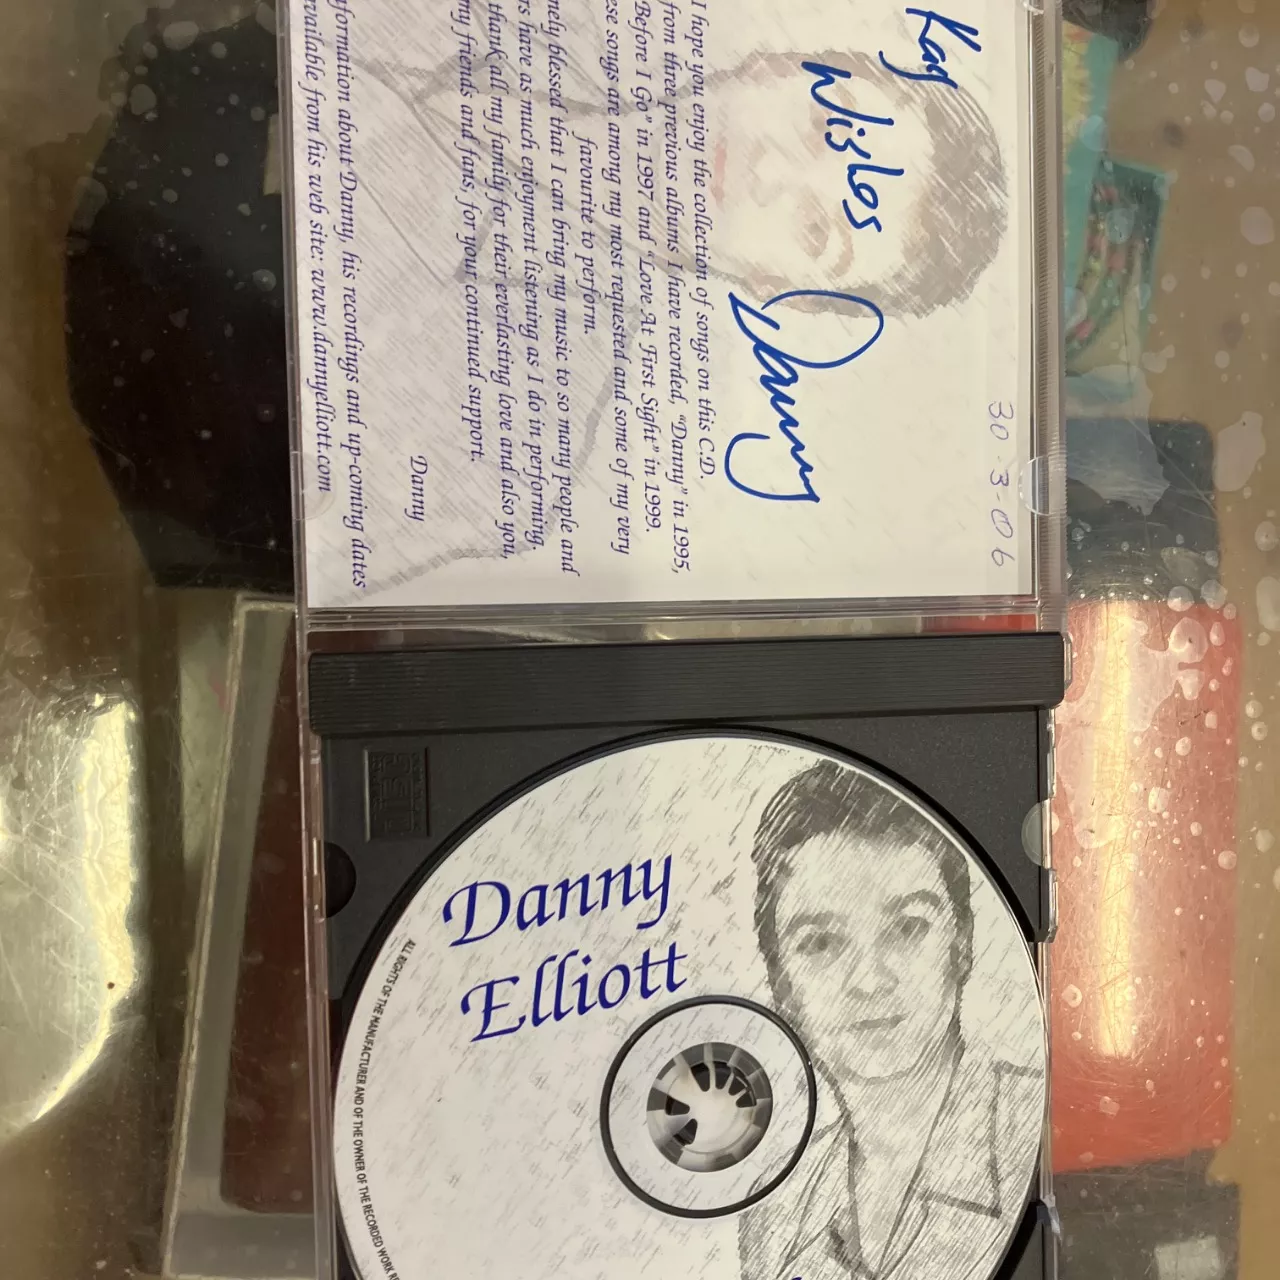 Kay
Wishes
Danny
30-3-06
I hope you enjoy the collection of songs on this C.D.
from three previous albums I have recorded, "Danny" in 1995,
Before I Go" in 1997 and "Love At First Sight" in 1999.
ese songs are among my most requested and some of my very
favourite to perform.
mely blessed that I can bring my music to so many people and
rs have as much enjoyment listening as I do in performing.
thank all my family for their everlasting love and also you,
my friends and fans, for your continued support.
Danny
formation about Danny, his recordings and up-coming dates
available from his web site: www.dannyelliott.com
Danny
Elliott
ALL RIGHTS OF THE MANUFACTURER AND OF THE OWNER OF THE RECORDED WORK RE